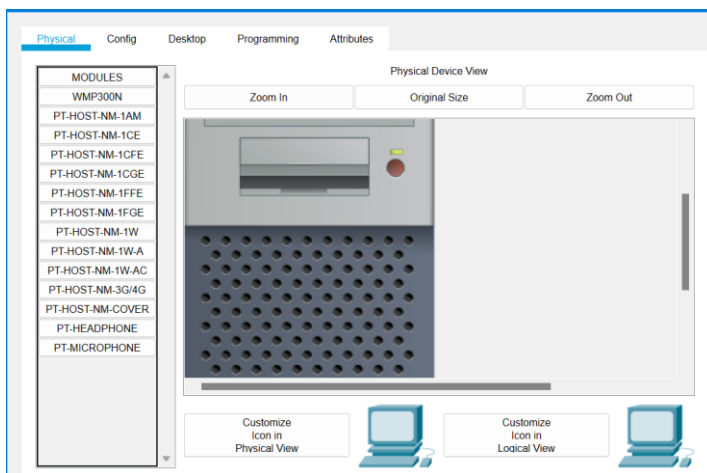 Physical Config Desktop Programming Attributes
MODULES
WMP300N
PT-HOST-NM-1AM
PT-HOST-NM-1CE
PT-HOST-NM-1CFE
PT-HOST-NM-1CGE
PT-HOST-NM-1FFE
PT-HOST-NM-1FGE
PT-HOST-NM-1W
PT-HOST-NM-1W-A
PT-HOST-NM-1W-AC
PT-HOST-NM-3G/4G
PT-HOST-NM-COVER
PT-HEADPHONE
PT-MICROPHONE
Physical Device View
Zoom In Original Size Zoom Out
Customize
Icon in
Physical View
Customize
Icon in
Logical View